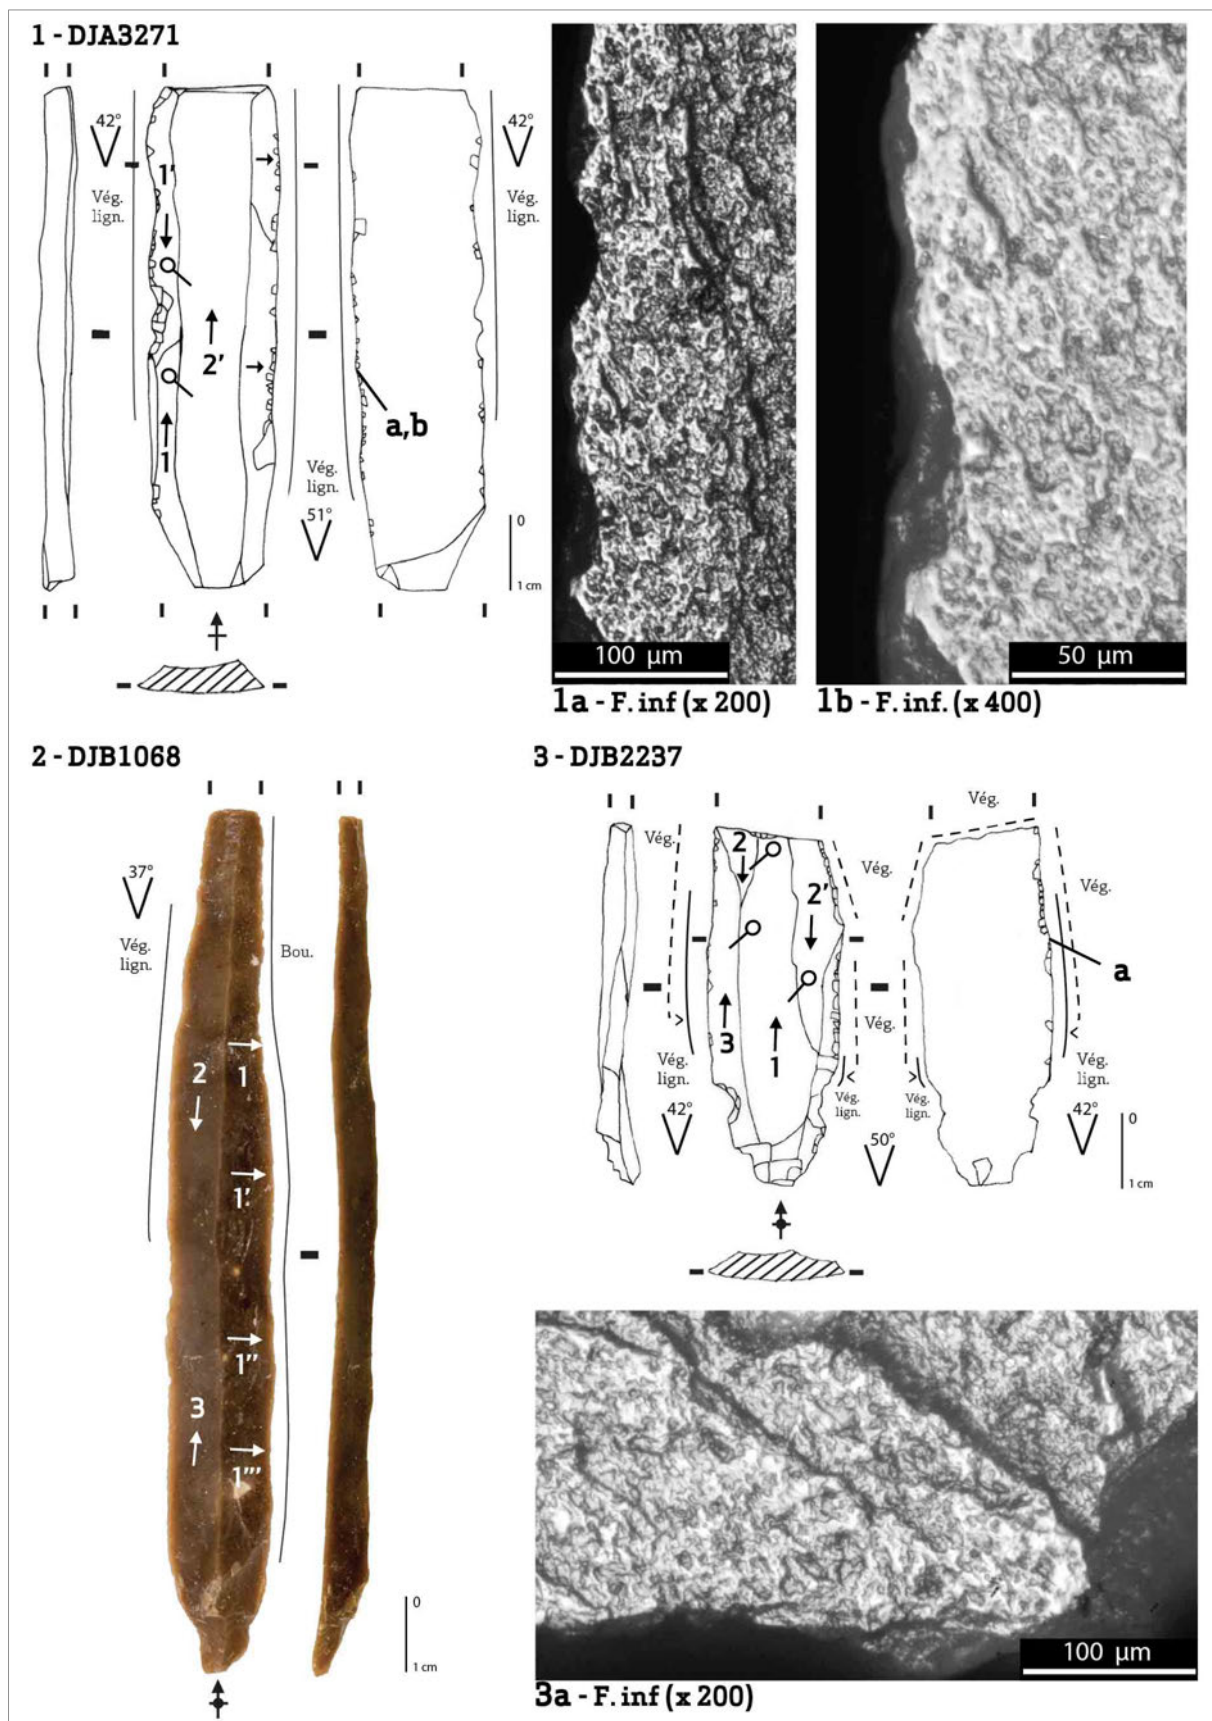 1 - DJA3271
42°
Vég.
lign.
1'
2'
1
a,b
Vég.
lign.
51°
42°
Vég.
lign.
0
1 cm
100 µm
1a - F. inf (x 200)
50 µm
1b - F. inf. (x 400)
2 - DJB1068
37°
Vég.
lign.
Bou.
2
1
1'
1''
3
1'''
0
1 cm
3 - DJB2237
Vég.
2
2'
3
1
Vég.
lign.
42°
Vég.
Vég.
Vég.
lign.
50°
Vég.
lign.
Vég.
Vég.
a
Vég.
lign.
42°
0
1 cm
100 µm
3a - F. inf (x 200)